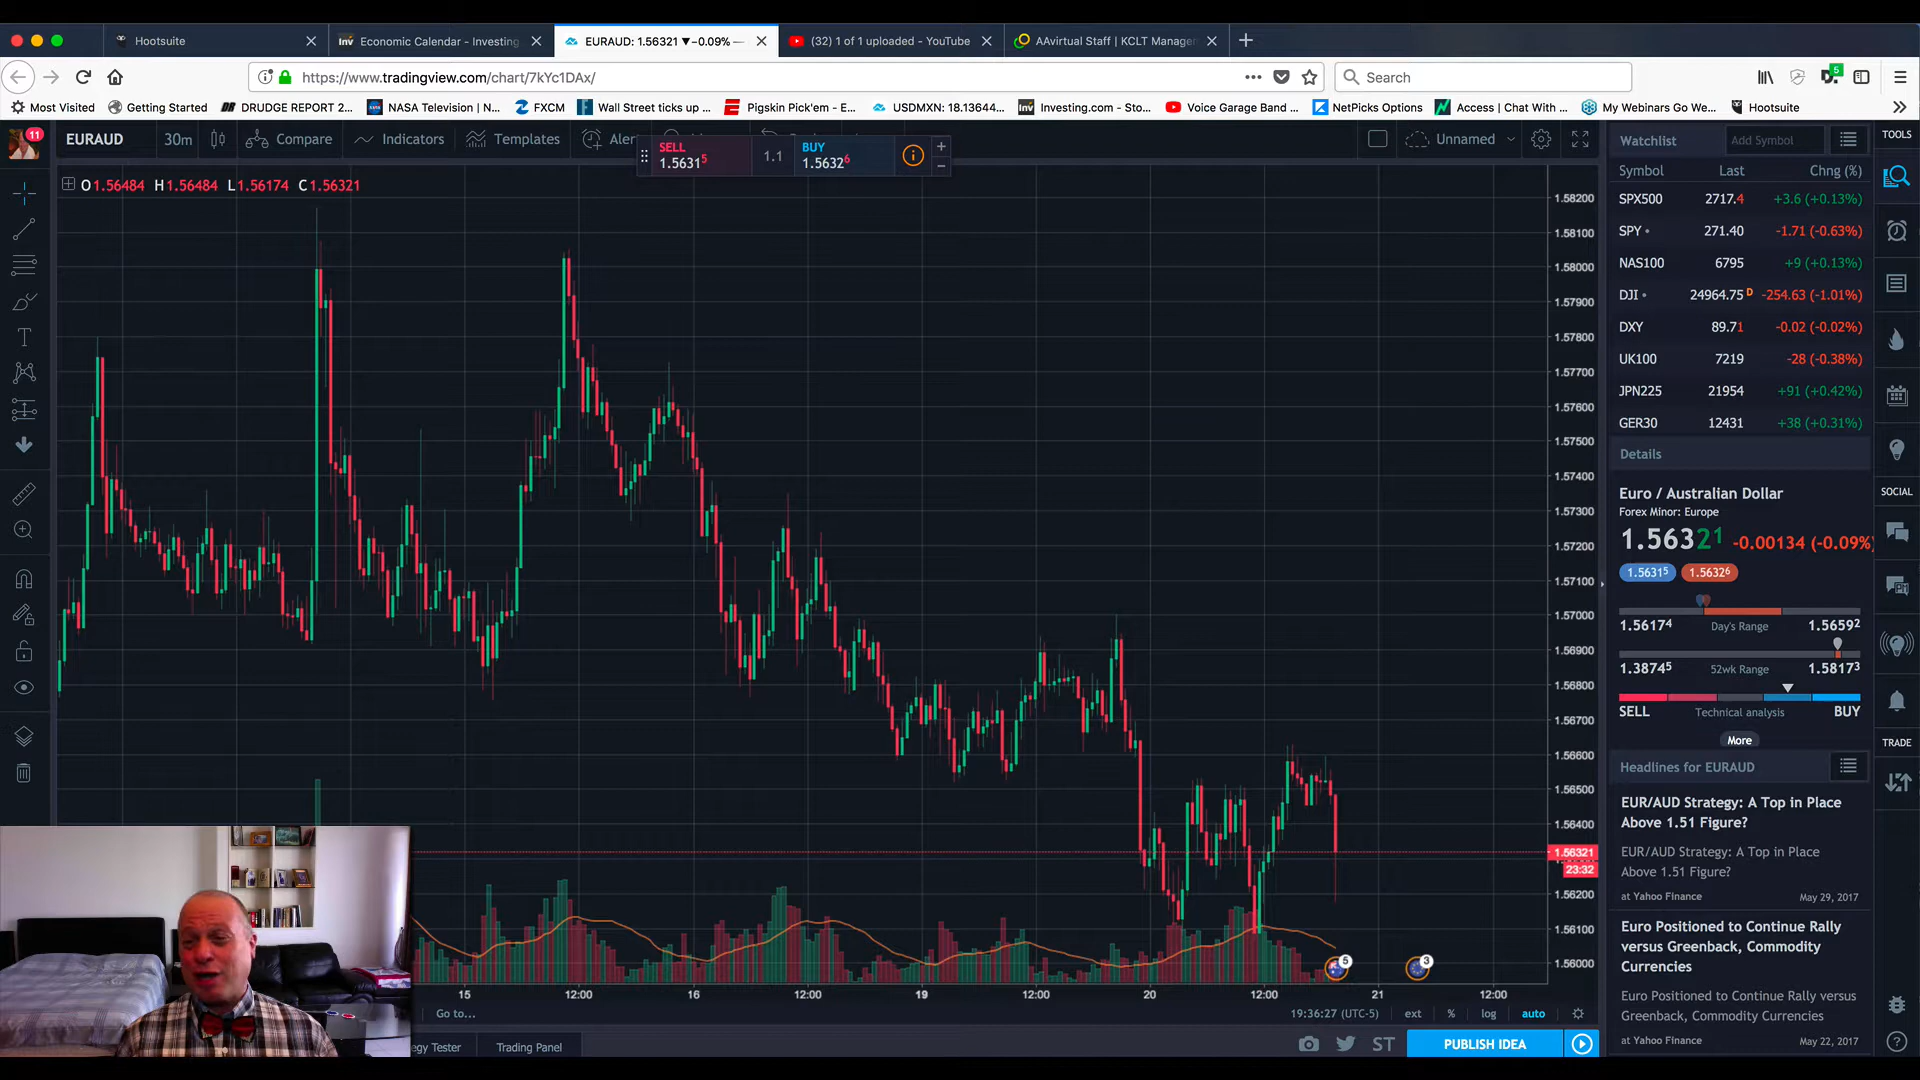 Hootsuite
Inv Economic Calendar - Investing
EURAUD: 1.56321 ▼−0.09% —
(32) 1 of 1 uploaded - YouTube
AAvirtual Staff | KCLT Manage
https://www.tradingview.com/chart/7kYc1DAx/
Search
5
Most Visited
Getting Started
DRUDGE REPORT 2...
NASA Television | N...
FXCM
Wall Street ticks up ...
Pigskin Pick'em - E...
USDMXN: 18.13644...
Inv Investing.com - Sto...
Voice Garage Band ...
NetPicks Options
Access | Chat With ...
My Webinars Go We...
Hootsuite
11
EURAUD
30m
Compare
Indicators
Templates
Aler
SELL
1.56315
1.1
BUY
1.56326
Unnamed
O1.56484 H1.56484 L1.56174 C1.56321
1.58200
1.58100
1.58000
1.57900
1.57800
1.57700
1.57600
1.57500
1.57400
1.57300
1.57200
1.57100
1.57000
1.56900
1.56800
1.56700
1.56600
1.56500
1.56400
1.56321
23:32
1.56200
1.56100
1.56000
5
3
15
12:00
16
12:00
19
12:00
20
12:00
21
12:00
Go to...
19:36:27 (UTC-5)
ext
%
log
auto
gy Tester
Trading Panel
ST
PUBLISH IDEA
Watchlist
Add Symbol
Symbol Last Chng (%)
SPX500 2717.4 +3.6 (+0.13%)
SPY 271.40 -1.71 (-0.63%)
NAS100 6795 +9 (+0.13%)
DJI 24964.75 D -254.63 (-1.01%)
DXY 89.71 -0.02 (-0.02%)
UK100 7219 -28 (-0.38%)
JPN225 21954 +91 (+0.42%)
GER30 12431 +38 (+0.31%)
Details
Euro / Australian Dollar
Forex Minor: Europe
1.56321 -0.00134 (-0.09%)
1.56315 1.56326
1.56174 Day's Range 1.56592
1.38745 52wk Range 1.58173
SELL Technical analysis BUY
More
Headlines for EURAUD
EUR/AUD Strategy: A Top in Place
Above 1.51 Figure?
EUR/AUD Strategy: A Top in Place
Above 1.51 Figure?
at Yahoo Finance May 29, 2017
Euro Positioned to Continue Rally
versus Greenback, Commodity
Currencies
Euro Positioned to Continue Rally versus
Greenback, Commodity Currencies
at Yahoo Finance May 22, 2017
TOOLS
SOCIAL
TRADE